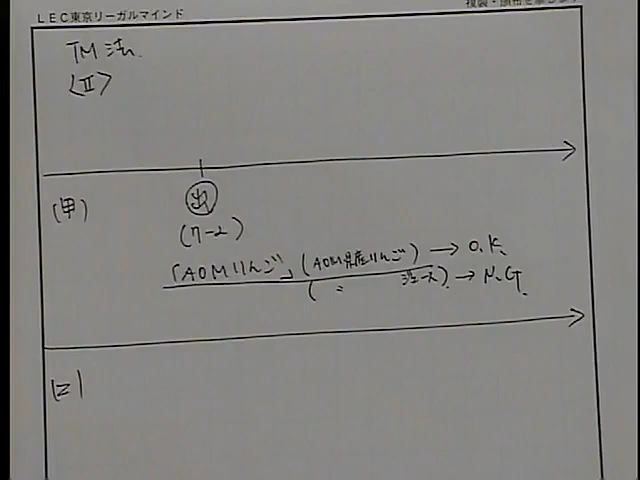 LEC東京リーガルマインド
TM法
〈II〉
(甲)
出
(7-2)
「AOMりんご」(AOM県産りんご) → O.K.
( 〃 ジュース) → N.G.
(乙)